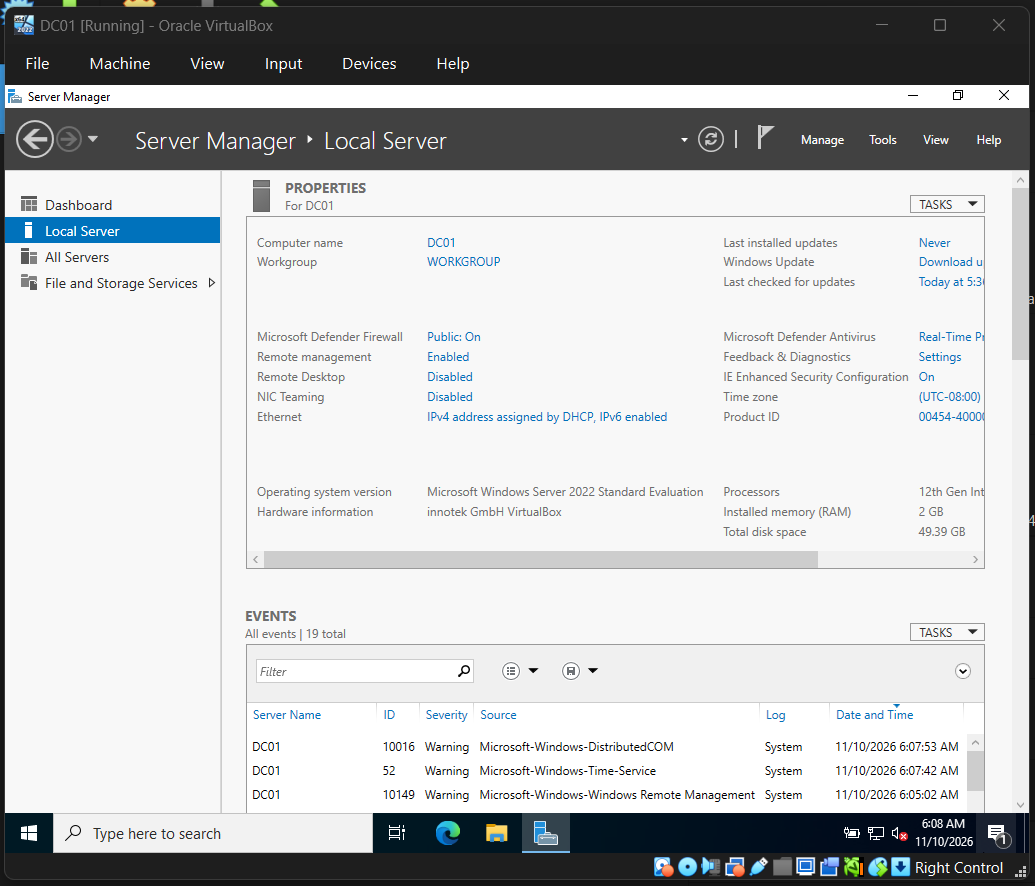 DC01 [Running] - Oracle VirtualBox
File Machine View Input Devices Help
Server Manager
Server Manager Local Server
Manage Tools View Help
Dashboard
Local Server
All Servers
File and Storage Services
PROPERTIES
For DC01
TASKS
Computer name DC01 Last installed updates Never
Workgroup WORKGROUP Windows Update Download u
Last checked for updates Today at 5:36
Microsoft Defender Firewall Public: On Microsoft Defender Antivirus Real-Time Pr
Remote management Enabled Feedback & Diagnostics Settings
Remote Desktop Disabled IE Enhanced Security Configuration On
NIC Teaming Disabled Time zone (UTC-08:00)
Ethernet IPv4 address assigned by DHCP, IPv6 enabled Product ID 00454-40000
Operating system version Microsoft Windows Server 2022 Standard Evaluation Processors 12th Gen Int
Hardware information innotek GmbH VirtualBox Installed memory (RAM) 2 GB
Total disk space 49.39 GB
EVENTS
All events | 19 total
TASKS
Filter
Server Name ID Severity Source Log Date and Time
DC01 10016 Warning Microsoft-Windows-DistributedCOM System 11/10/2026 6:07:53 AM
DC01 52 Warning Microsoft-Windows-Time-Service System 11/10/2026 6:07:42 AM
DC01 10149 Warning Microsoft-Windows-Windows Remote Management System 11/10/2026 6:05:02 AM
Type here to search
6:08 AM
11/10/2026
1
Right Control